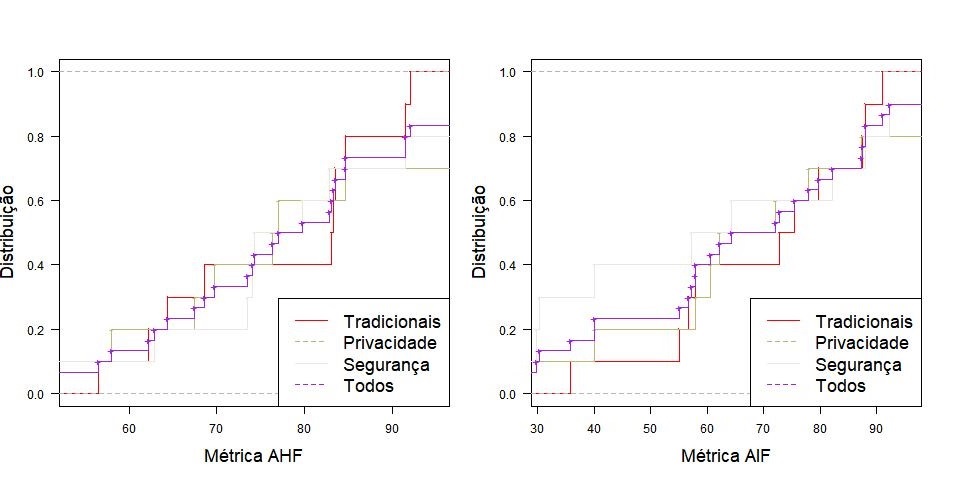 Distribuição
1.0
0.8
0.6
0.4
0.2
0.0
60 70 80 90
Métrica AHF
Tradicionais
Privacidade
Segurança
Todos
Distribuição
1.0
0.8
0.6
0.4
0.2
0.0
30 40 50 60 70 80 90
Métrica AIF
Tradicionais
Privacidade
Segurança
Todos